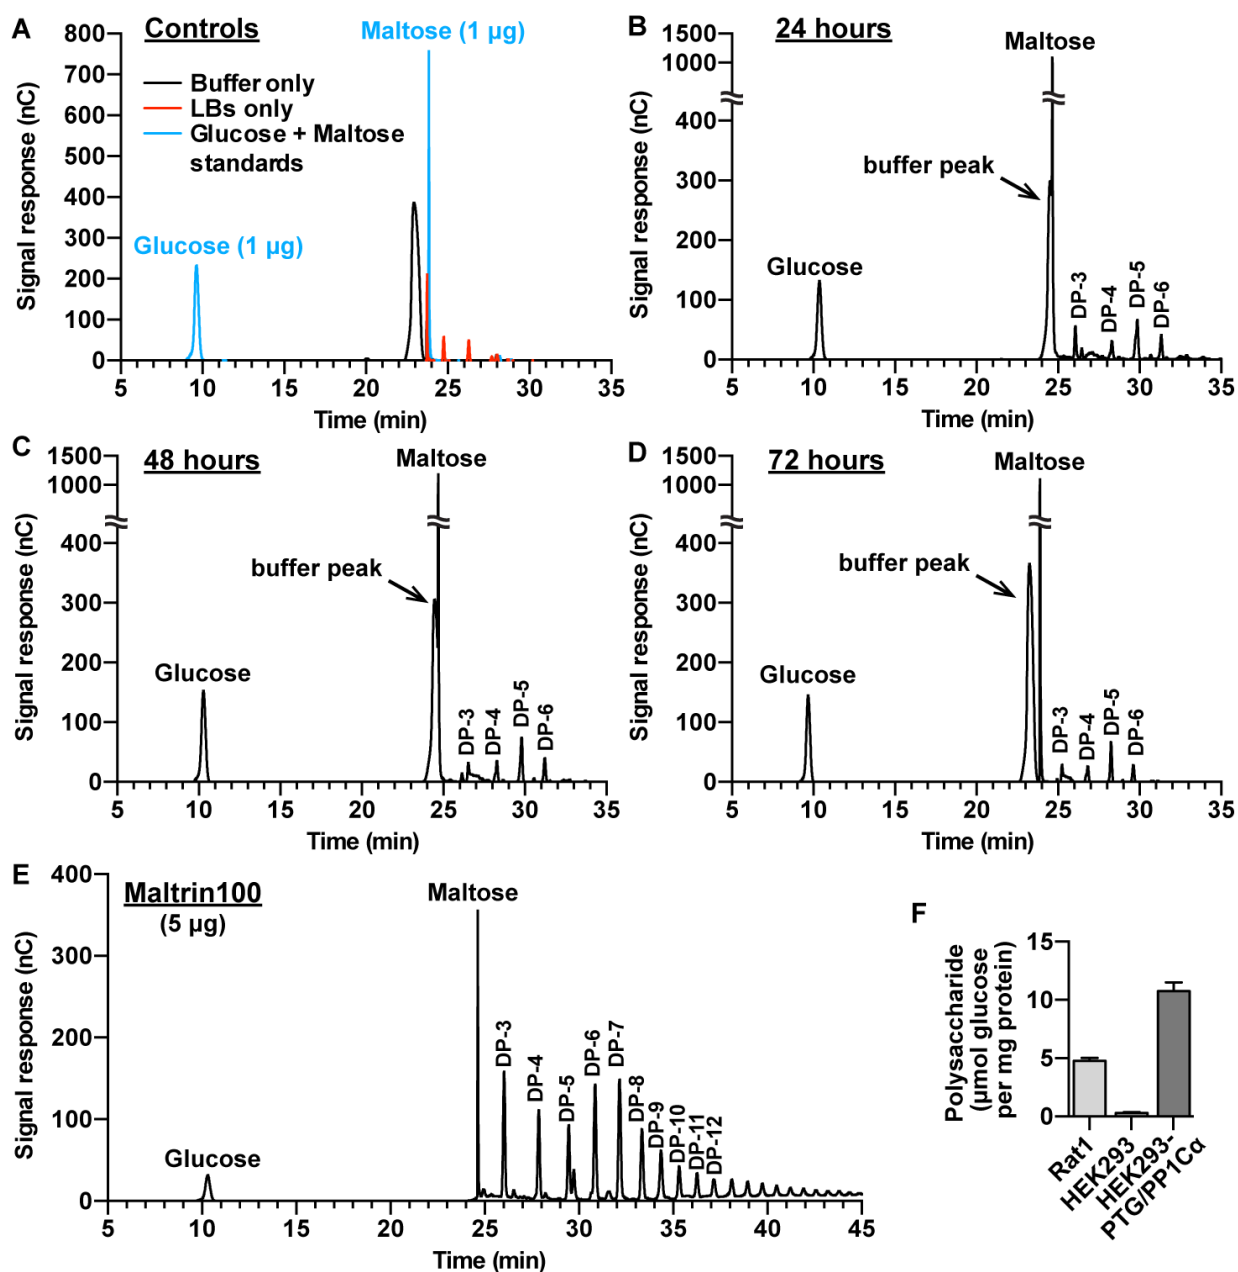 A
Controls
Maltose (1 µg)
Buffer only
LBs only
Glucose + Maltose
standards
Glucose (1 µg)
Signal response (nC)
800
700
600
500
400
300
200
100
0
5 10 15 20 25 30 35
Time (min)
B
24 hours
Maltose
buffer peak
Glucose
DP-3
DP-4
DP-5
DP-6
Signal response (nC)
1500
1000
400
300
200
100
0
5 10 15 20 25 30 35
Time (min)
C
48 hours
Maltose
buffer peak
Glucose
DP-3
DP-4
DP-5
DP-6
Signal response (nC)
1500
1000
400
300
200
100
0
5 10 15 20 25 30 35
Time (min)
D
72 hours
Maltose
buffer peak
Glucose
DP-3
DP-4
DP-5
DP-6
Signal response (nC)
1500
1000
400
300
200
100
0
5 10 15 20 25 30 35
Time (min)
E
Maltrin100
(5 µg)
Maltose
Glucose
DP-3
DP-4
DP-5
DP-6
DP-7
DP-8
DP-9
DP-10
DP-11
DP-12
Signal response (nC)
400
300
200
100
0
5 10 15 20 25 30 35 40 45
Time (min)
F
Polysaccharide
(µmol glucose
per mg protein)
15
10
5
0
Rat1
HEK293
HEK293-
PTG/PP1Cα